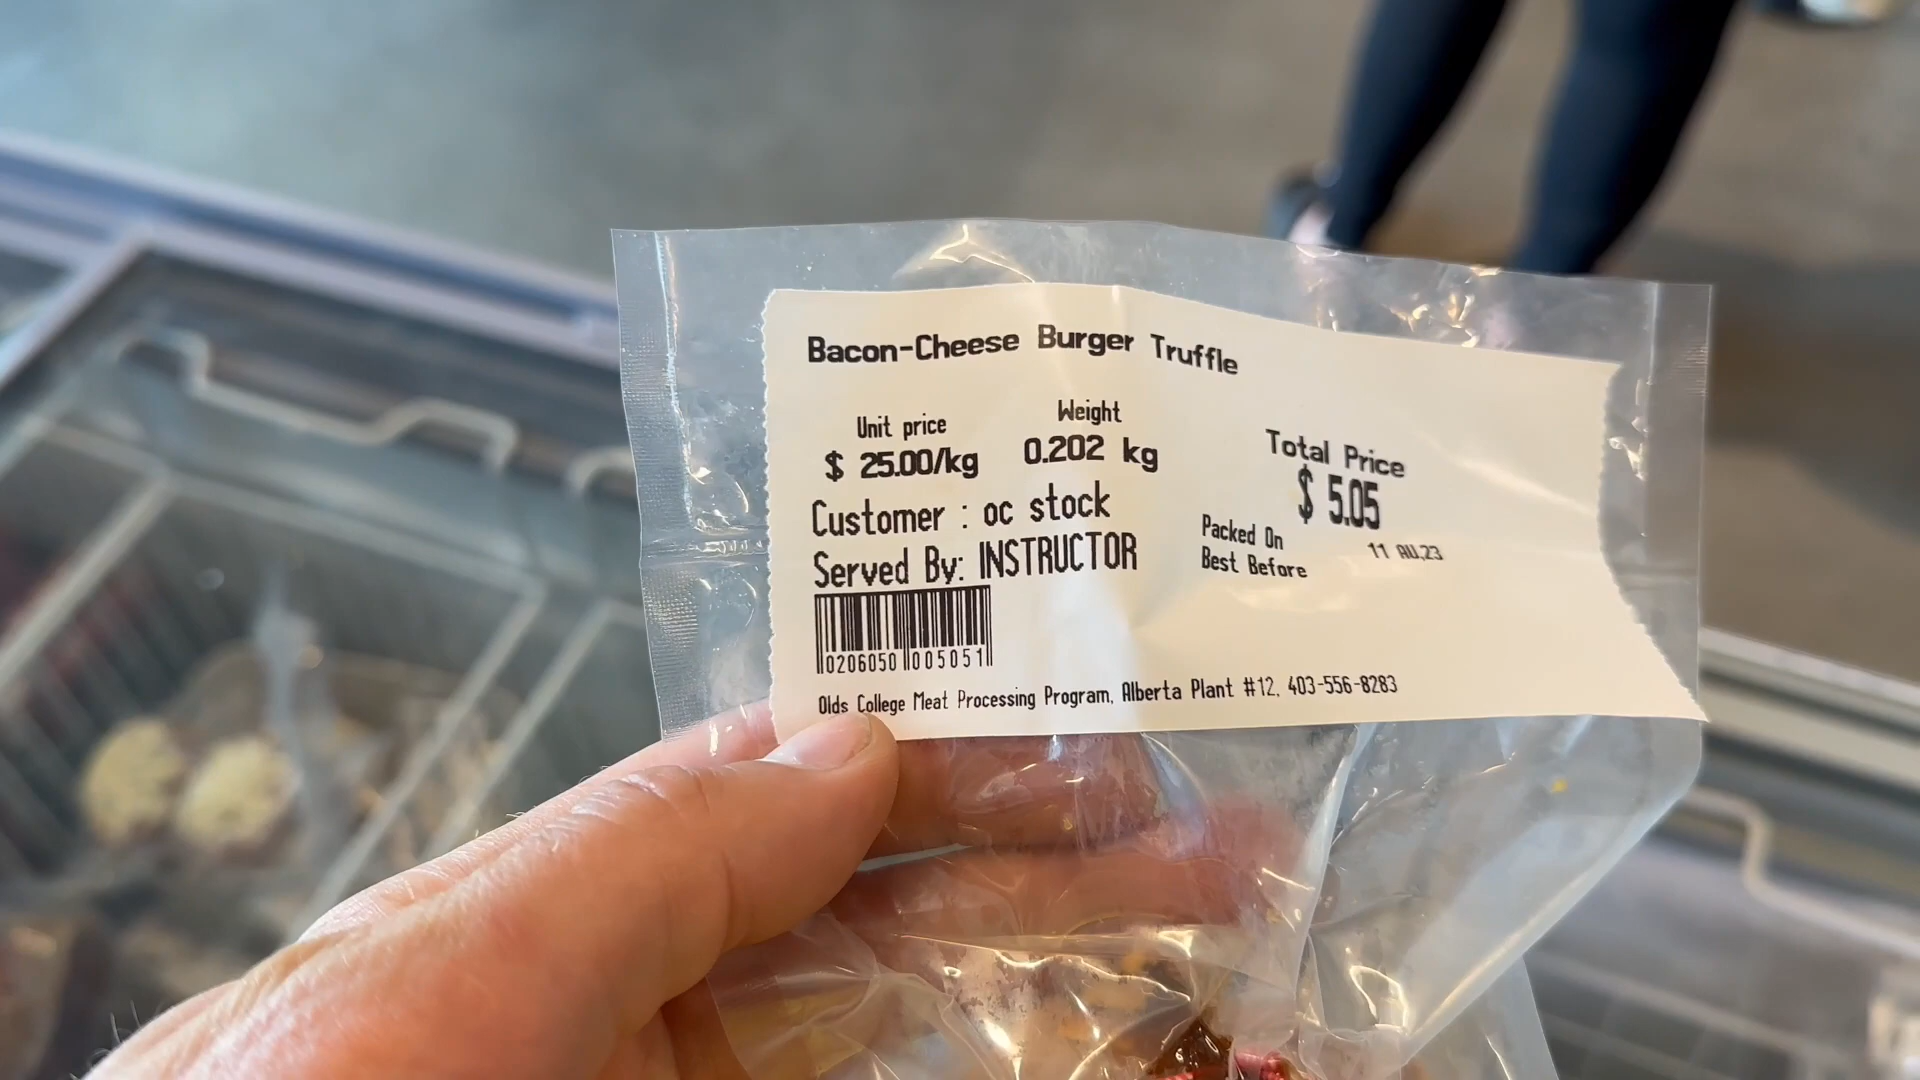 Bacon-Cheese Burger Truffle
Unit price Weight
$ 25.00/kg 0.202 kg
Total Price
$ 5.05
Customer : oc stock
Served By: INSTRUCTOR
Packed On 11 AU,23
Best Before
0206050 005051
Olds College Meat Processing Program, Alberta Plant #12, 403-556-8283